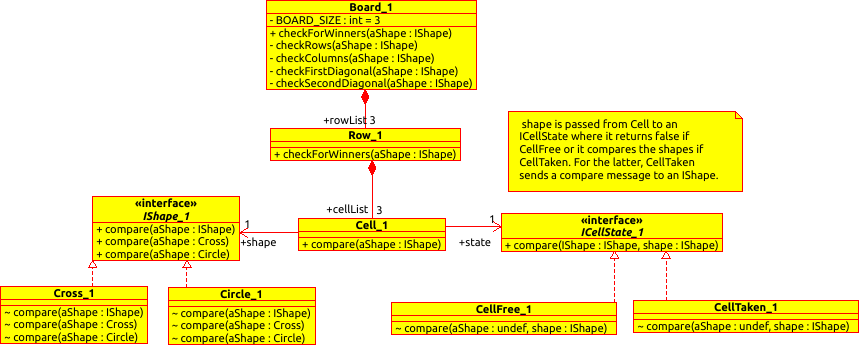 Board_1
- BOARD_SIZE : int = 3
+ checkForWinners(aShape : IShape)
- checkRows(aShape : IShape)
- checkColumns(aShape : IShape)
- checkFirstDiagonal(aShape : IShape)
- checkSecondDiagonal(aShape : IShape)
+rowList 3
Row_1
+ checkForWinners(aShape : IShape)
shape is passed from Cell to an
ICellState where it returns false if
CellFree or it compares the shapes if
CellTaken. For the latter, CellTaken
sends a compare message to an IShape.
+cellList 3
«interface»
IShape_1
+ compare(aShape : IShape)
+ compare(aShape : Cross)
+ compare(aShape : Circle)
1
+shape
Cell_1
+ compare(aShape : IShape)
1
+state
«interface»
ICellState_1
+ compare(IShape : IShape, shape : IShape)
Cross_1
~ compare(aShape : IShape)
~ compare(aShape : Cross)
~ compare(aShape : Circle)
Circle_1
~ compare(aShape : IShape)
~ compare(aShape : Cross)
~ compare(aShape : Circle)
CellFree_1
~ compare(aShape : undef, shape : IShape)
CellTaken_1
~ compare(aShape : undef, shape : IShape)